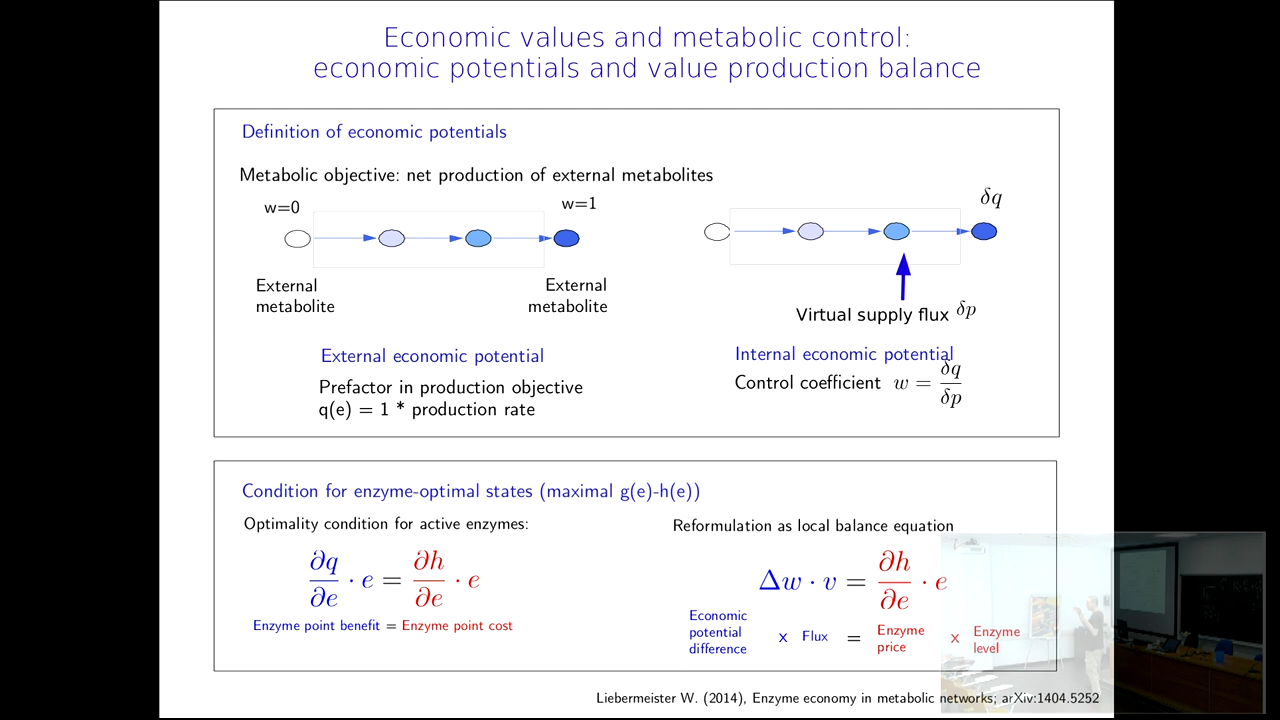 Economic values and metabolic control:
economic potentials and value production balance
Definition of economic potentials
Metabolic objective: net production of external metabolites
w=0
w=1
External
metabolite
External
metabolite
External economic potential
Prefactor in production objective
q(e) = 1 * production rate
δq
Virtual supply flux δp
Internal economic potential
Control coefficient w = δq/δp
Condition for enzyme-optimal states (maximal g(e)-h(e))
Optimality condition for active enzymes:
∂q/∂e · e = ∂h/∂e · e
Enzyme point benefit = Enzyme point cost
Reformulation as local balance equation
Δw · v = ∂h/∂e · e
Economic
potential
difference
x Flux = Enzyme
price
x Enzyme
level
Liebermeister W. (2014), Enzyme economy in metabolic networks; arXiv:1404.5252